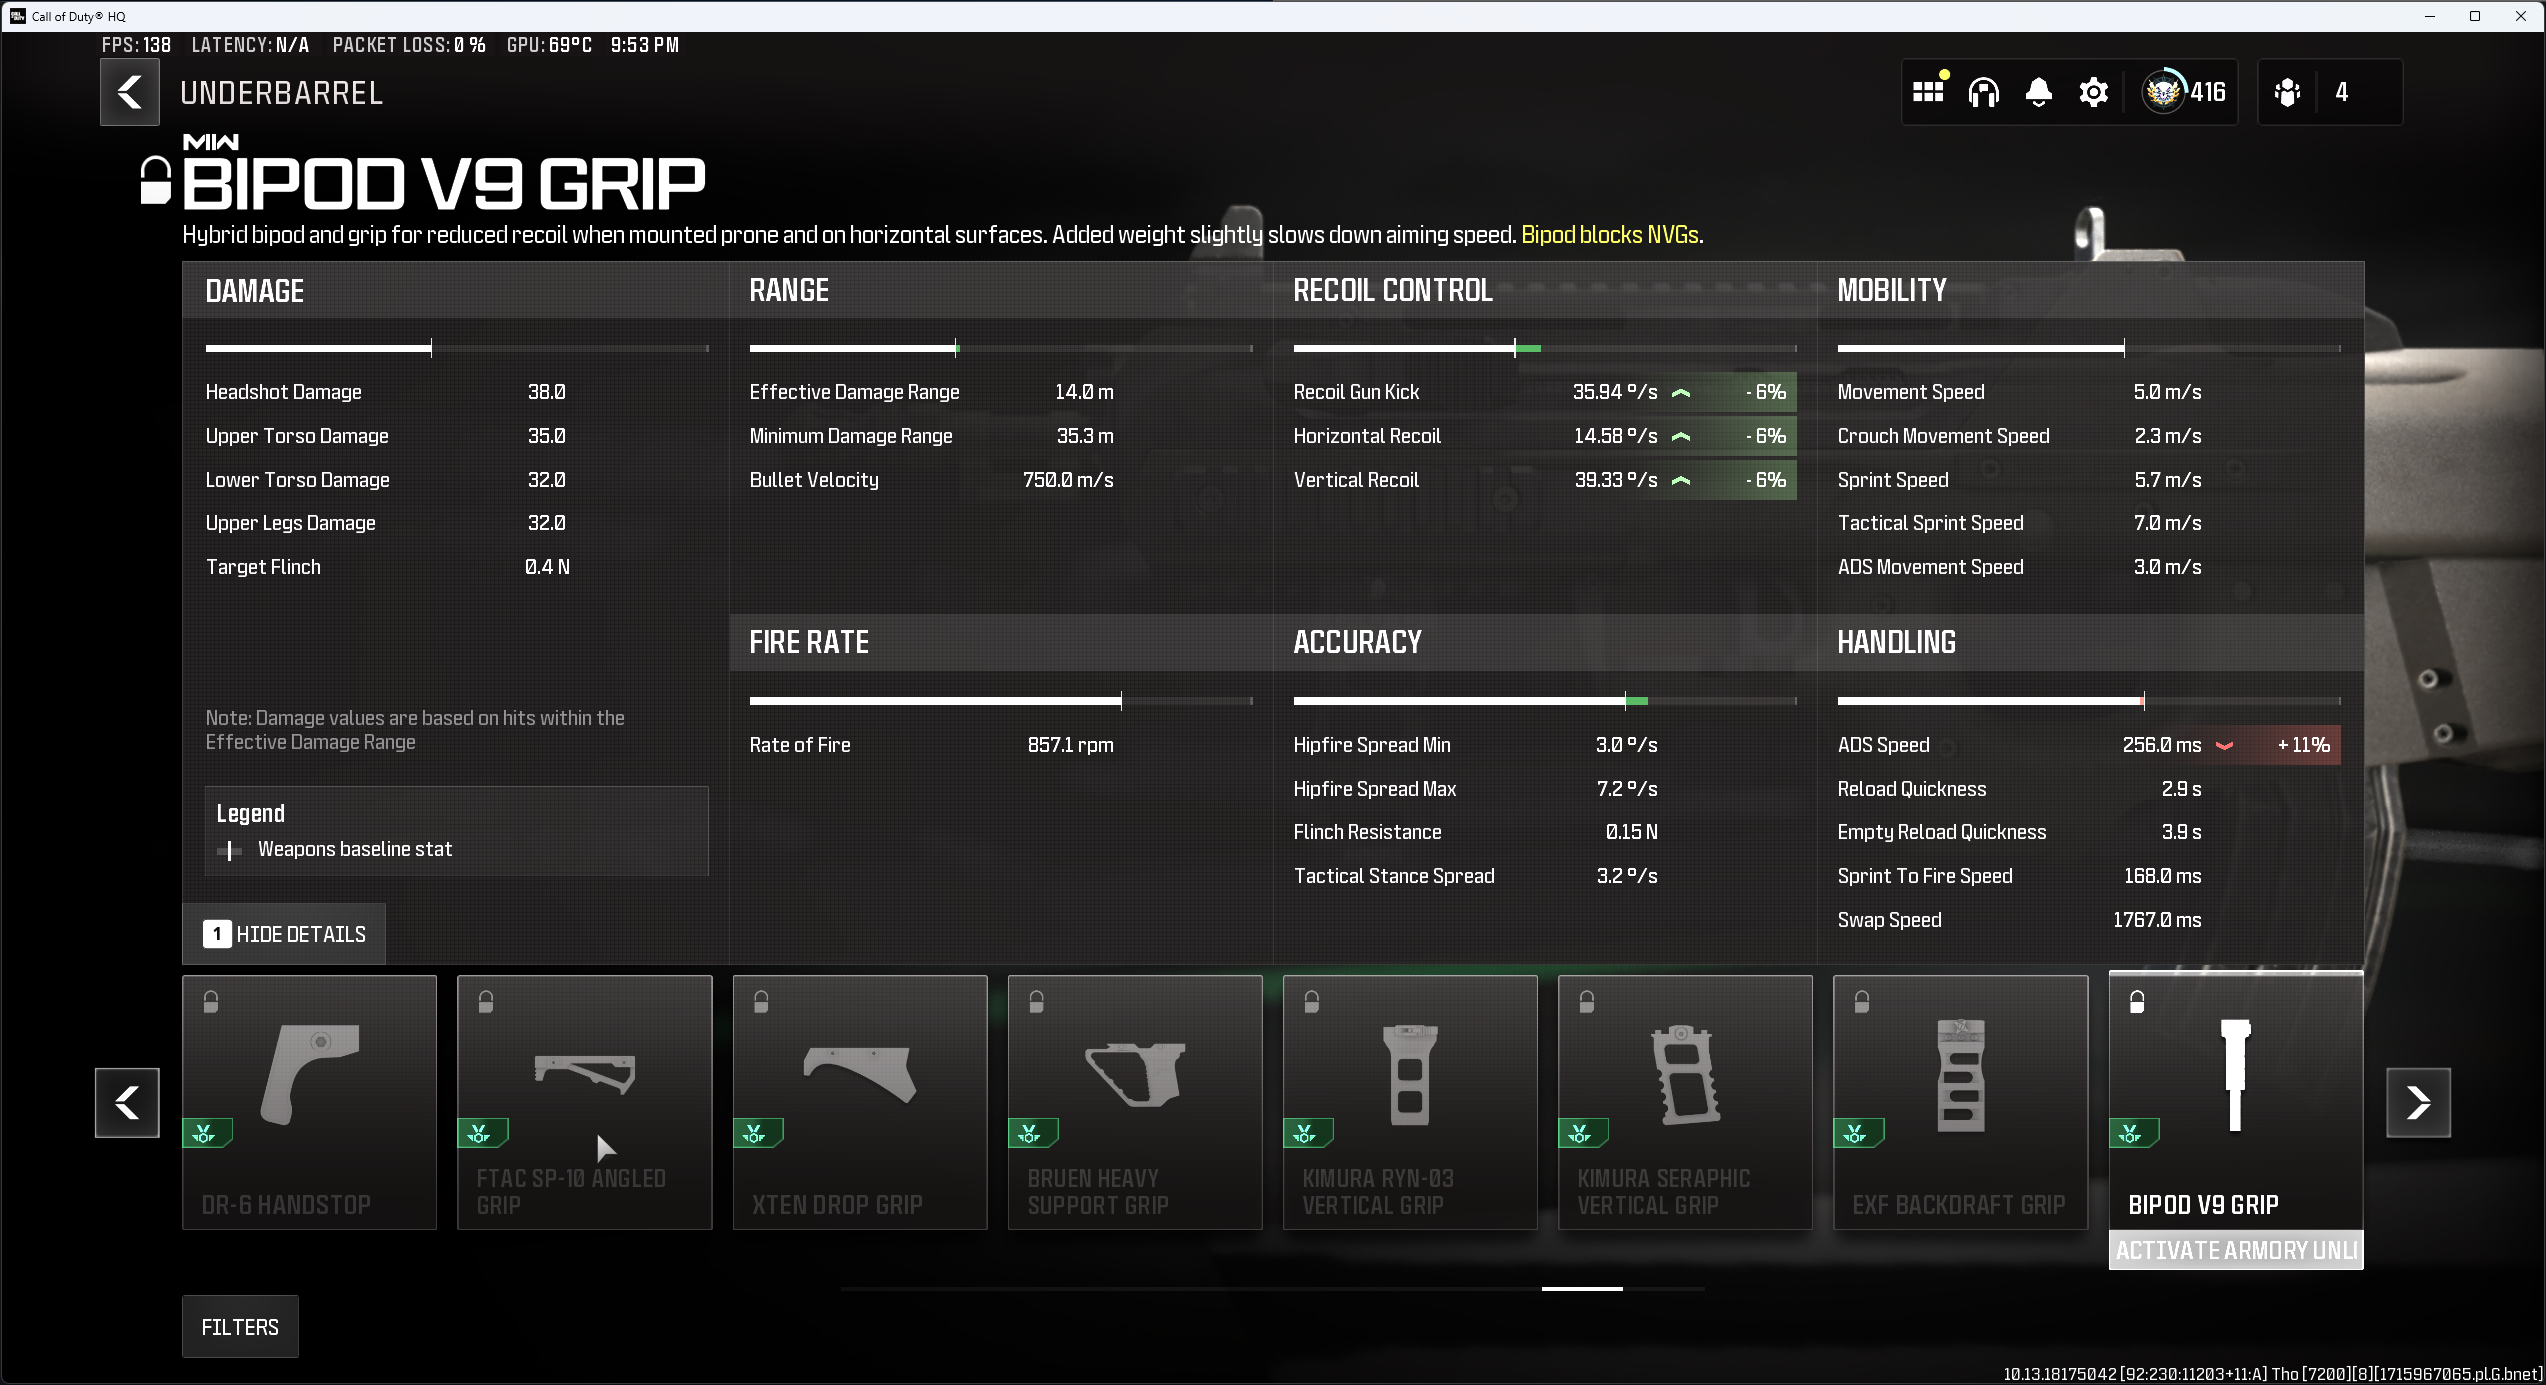 Call of Duty® HQ
FPS: 138 LATENCY: N/A PACKET LOSS: 0 % GPU: 69°C 9:53 PM
UNDERBARREL
416
4
MW
BIPOD V9 GRIP
Hybrid bipod and grip for reduced recoil when mounted prone and on horizontal surfaces. Added weight slightly slows down aiming speed. Bipod blocks NVGs.
DAMAGE
Headshot Damage 38.0
Upper Torso Damage 35.0
Lower Torso Damage 32.0
Upper Legs Damage 32.0
Target Flinch 0.4 N
Note: Damage values are based on hits within the
Effective Damage Range
Legend
Weapons baseline stat
1 HIDE DETAILS
RANGE
Effective Damage Range 14.0 m
Minimum Damage Range 35.3 m
Bullet Velocity 750.0 m/s
FIRE RATE
Rate of Fire 857.1 rpm
RECOIL CONTROL
Recoil Gun Kick 35.94 º/s - 6%
Horizontal Recoil 14.58 º/s - 6%
Vertical Recoil 39.33 º/s - 6%
ACCURACY
Hipfire Spread Min 3.0 º/s
Hipfire Spread Max 7.2 º/s
Flinch Resistance 0.15 N
Tactical Stance Spread 3.2 º/s
MOBILITY
Movement Speed 5.0 m/s
Crouch Movement Speed 2.3 m/s
Sprint Speed 5.7 m/s
Tactical Sprint Speed 7.0 m/s
ADS Movement Speed 3.0 m/s
HANDLING
ADS Speed 256.0 ms + 11%
Reload Quickness 2.9 s
Empty Reload Quickness 3.9 s
Sprint To Fire Speed 168.0 ms
Swap Speed 1767.0 ms
DR-6 HANDSTOP
FTAC SP-10 ANGLED
GRIP
XTEN DROP GRIP
BRUEN HEAVY
SUPPORT GRIP
KIMURA RYN-03
VERTICAL GRIP
KIMURA SERAPHIC
VERTICAL GRIP
EXF BACKDRAFT GRIP
BIPOD V9 GRIP
ACTIVATE ARMORY UNL
FILTERS
10.13.18175042 [92:230:11203+11:A] Tho [7200][8][1715967065.pl.G.bnet]